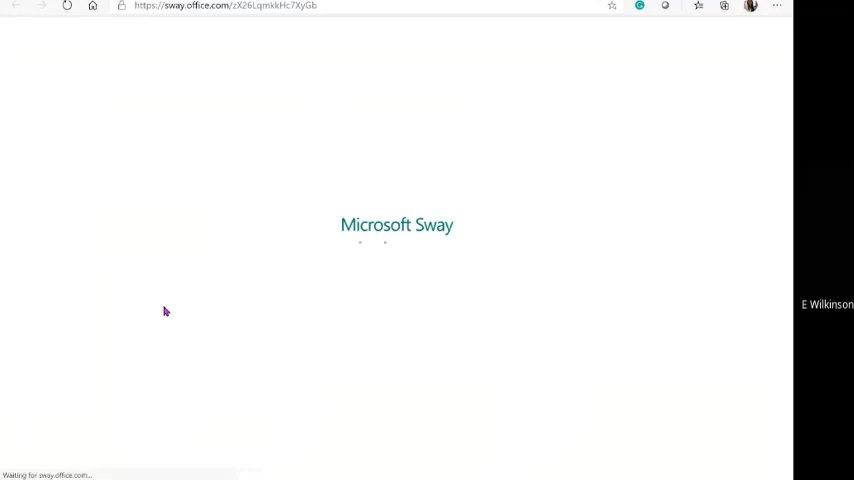 https://sway.office.com/zX26LqmkkHc7XyGb
Microsoft Sway
E Wilkinson
Waiting for sway.office.com...